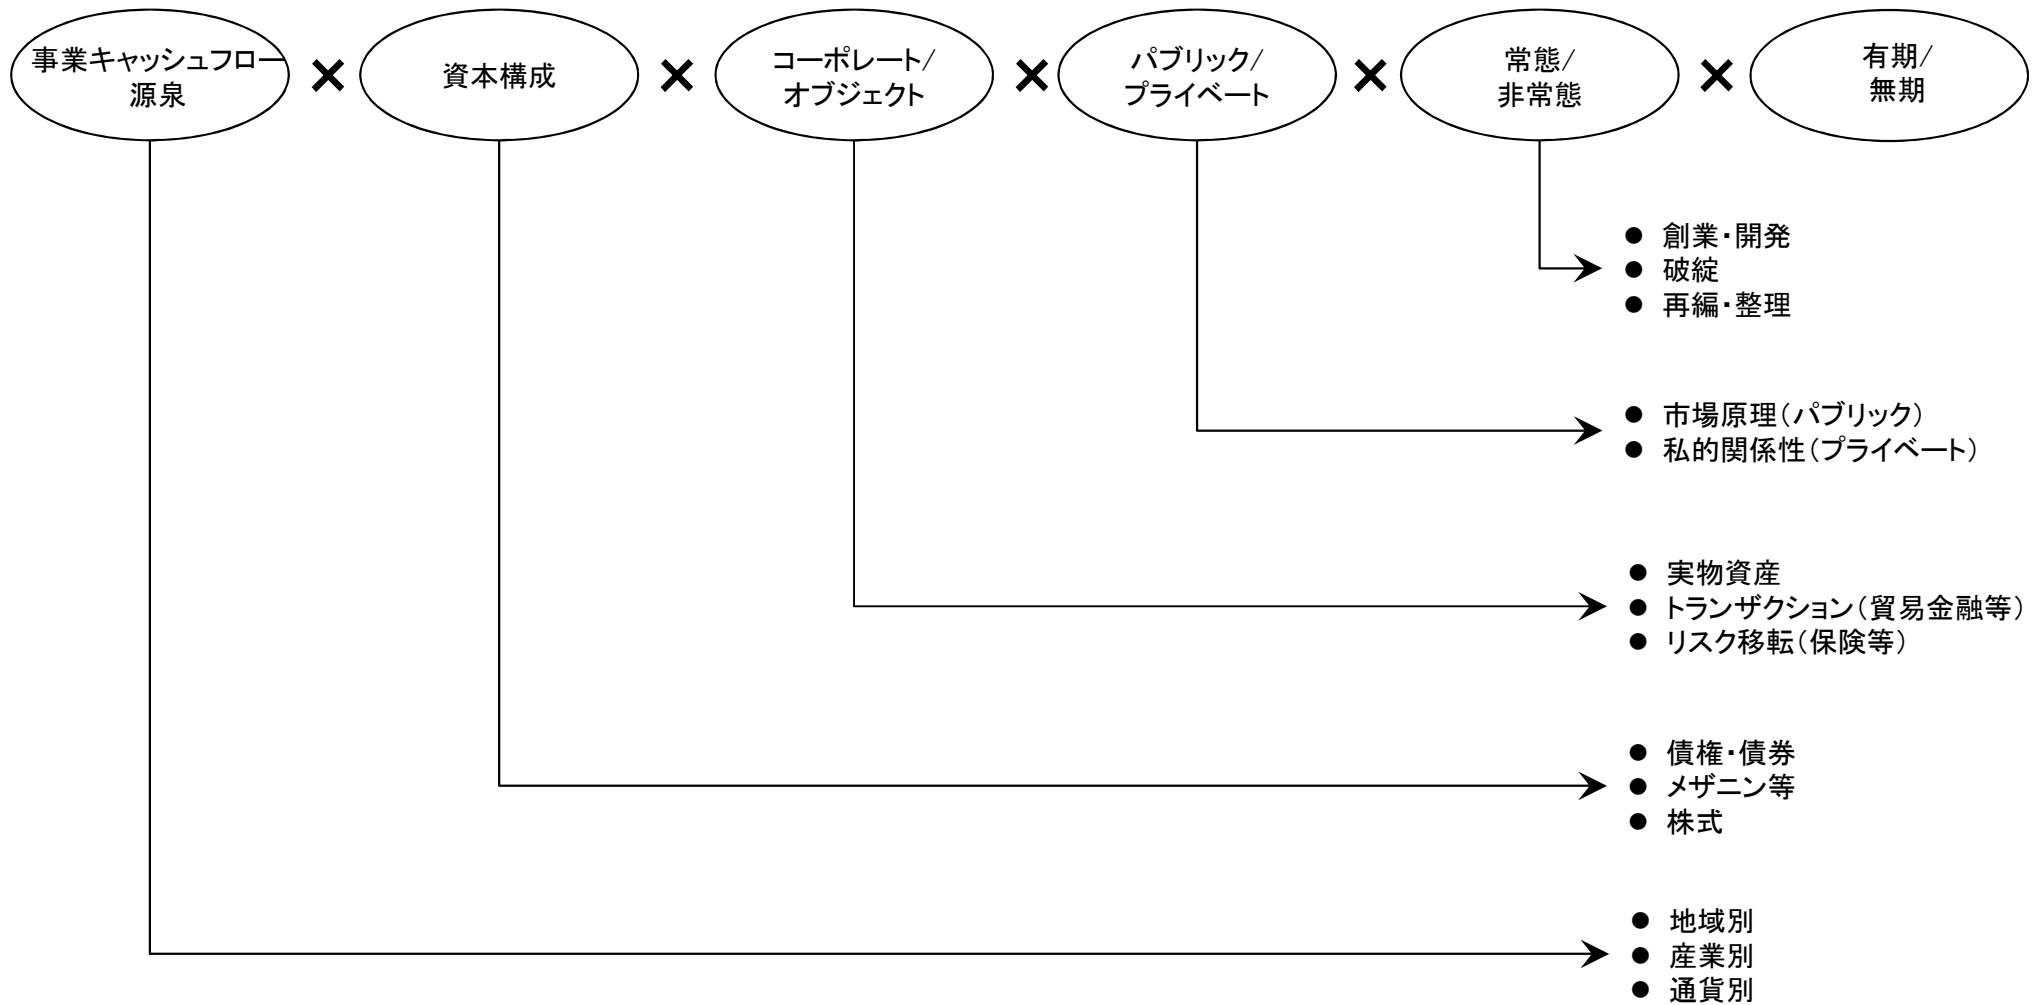 事業キャッシュフロー
源泉
×
資本構成
×
コーポレート/
オブジェクト
×
パブリック/
プライベート
×
常態/
非常態
×
有期/
無期
● 創業・開発
● 破綻
● 再編・整理
● 市場原理(パブリック)
● 私的関係性(プライベート)
● 実物資産
● トランザクション(貿易金融等)
● リスク移転(保険等)
● 債権・債券
● メザニン等
● 株式
● 地域別
● 産業別
● 通貨別